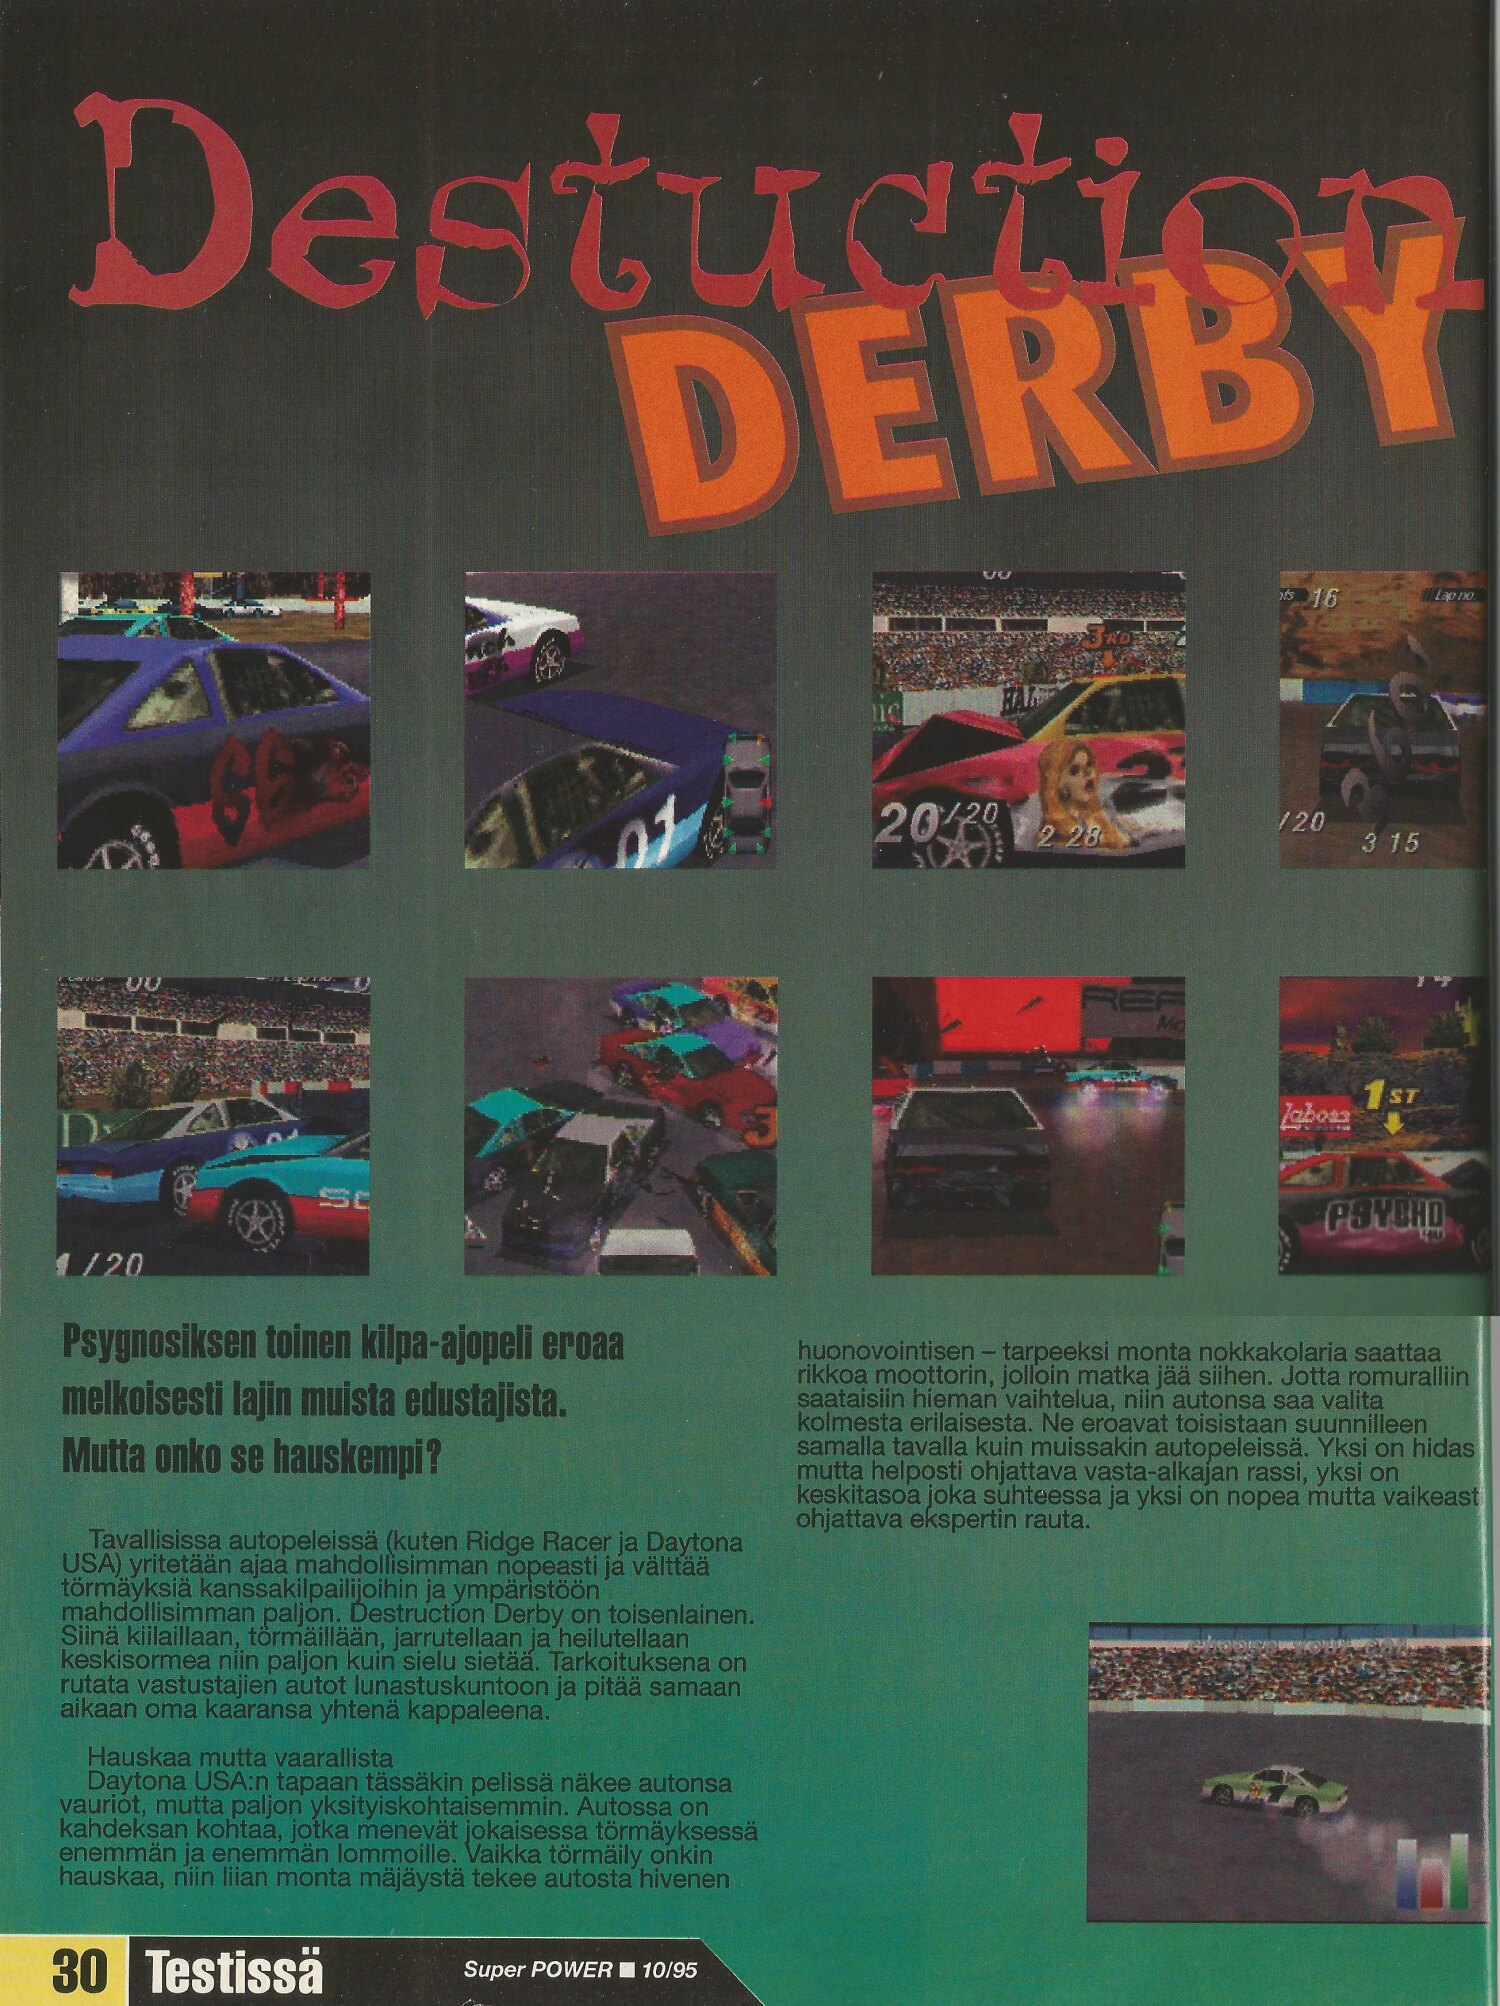 Destuction
DERBY
3RD
20/20
2 28
01
16
Lap no.
/20
3 15
1/20
1ST
PSYCHO
Psygnosiksen toinen kilpa-ajopeli eroaa
melkoisesti lajin muista edustajista.
Mutta onko se hauskempi?
Tavallisissa autopeleissä (kuten Ridge Racer ja Daytona
USA) yritetään ajaa mahdollisimman nopeasti ja välttää
törmäyksiä kanssakilpailijoihin ja ympäristöön
mahdollisimman paljon. Destruction Derby on toisenlainen.
Siinä kiilaillaan, törmäillään, jarrutellaan ja heilutellaan
keskisormea niin paljon kuin sielu sietää. Tarkoituksena on
rutata vastustajien autot lunastuskuntoon ja pitää samaan
aikaan oma kaaransa yhtenä kappaleena.
Hauskaa mutta vaarallista
Daytona USA:n tapaan tässäkin pelissä näkee autonsa
vauriot, mutta paljon yksityiskohtaisemmin. Autossa on
kahdeksan kohtaa, jotka menevät jokaisessa törmäyksessä
enemmän ja enemmän lommoille. Vaikka törmäily onkin
hauskaa, niin liian monta mäjäystä tekee autosta hivenen
huonovointisen – tarpeeksi monta nokkakolaria saattaa
rikkoa moottorin, jolloin matka jää siihen. Jotta romuralliin
saataisiin hieman vaihtelua, niin autonsa saa valita
kolmesta erilaisesta. Ne eroavat toisistaan suunnilleen
samalla tavalla kuin muissakin autopeleissä. Yksi on hidas
mutta helposti ohjattava vasta-alkajan rassi, yksi on
keskitasoa joka suhteessa ja yksi on nopea mutta vaikeast
ohjattava ekspertin rauta.
choose your car
30 Testissä
Super POWER ■ 10/95